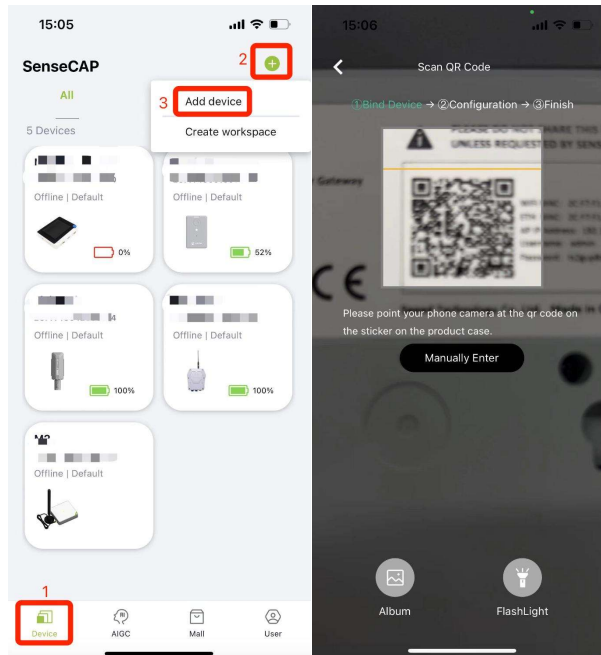 15:05
2
SenseCAP
All
3
Add device
Create workspace
5 Devices
Offline | Default
0%
Offline | Default
52%
Offline | Default
100%
Offline | Default
100%
Offline | Default
1
Device
AIGC
Mall
User
15:06
Scan QR Code
①Bind Device → ②Configuration → ③Finish
PLEASE DO NOT SHARE THIS
UNLESS REQUESTED BY SENS
Gateway
CE
Please point your phone camera at the qr code on
the sticker on the product case.
Manually Enter
Album
FlashLight